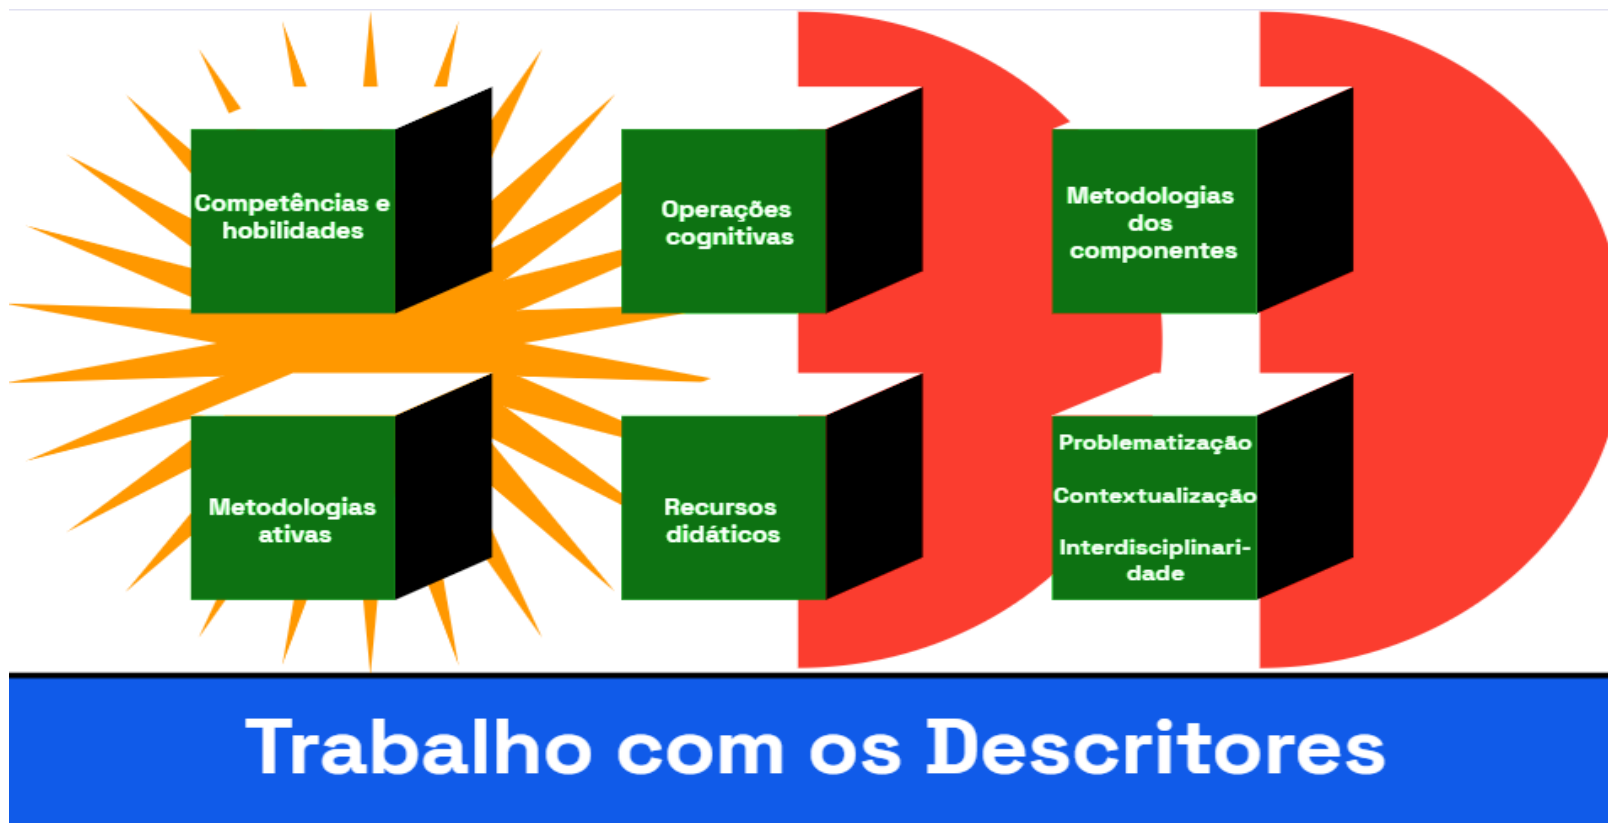 Competências e
hobilidades
Operações
cognitivas
Metodologias
dos
componentes
Metodologias
ativas
Recursos
didáticos
Problematização
Contextualização
Interdisciplinari-
dade
Trabalho com os Descritores